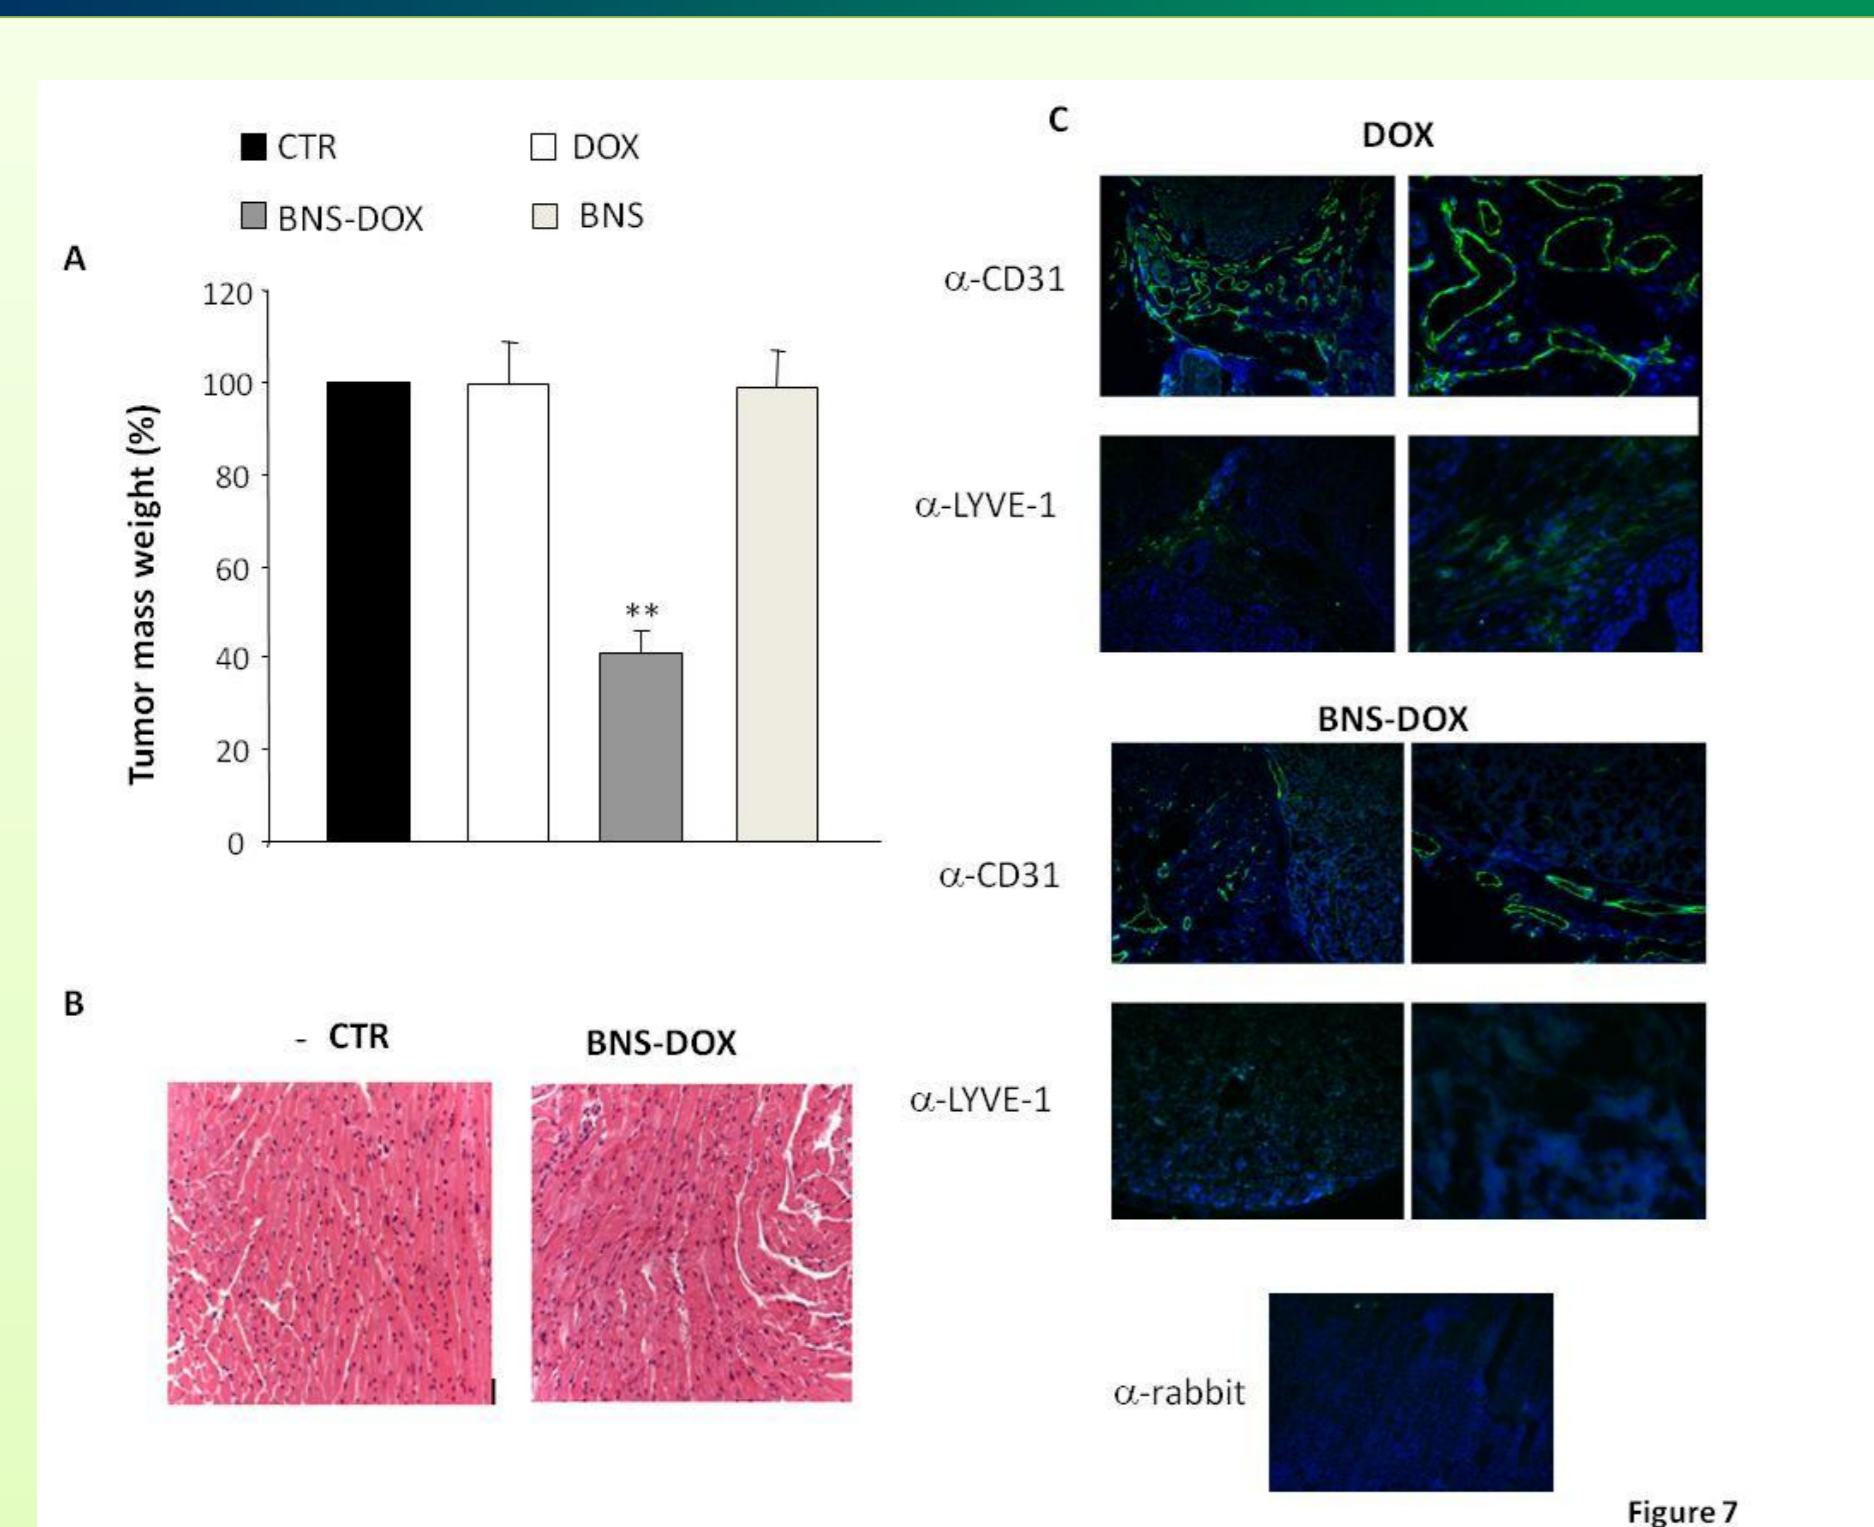 CTR
DOX
BNS-DOX
BNS
A
120
100
80
60
40
20
0
Tumor mass weight (%)
**
B
- CTR
BNS-DOX
C
DOX
α-CD31
α-LYVE-1
BNS-DOX
α-CD31
α-LYVE-1
α-rabbit
Figure 7